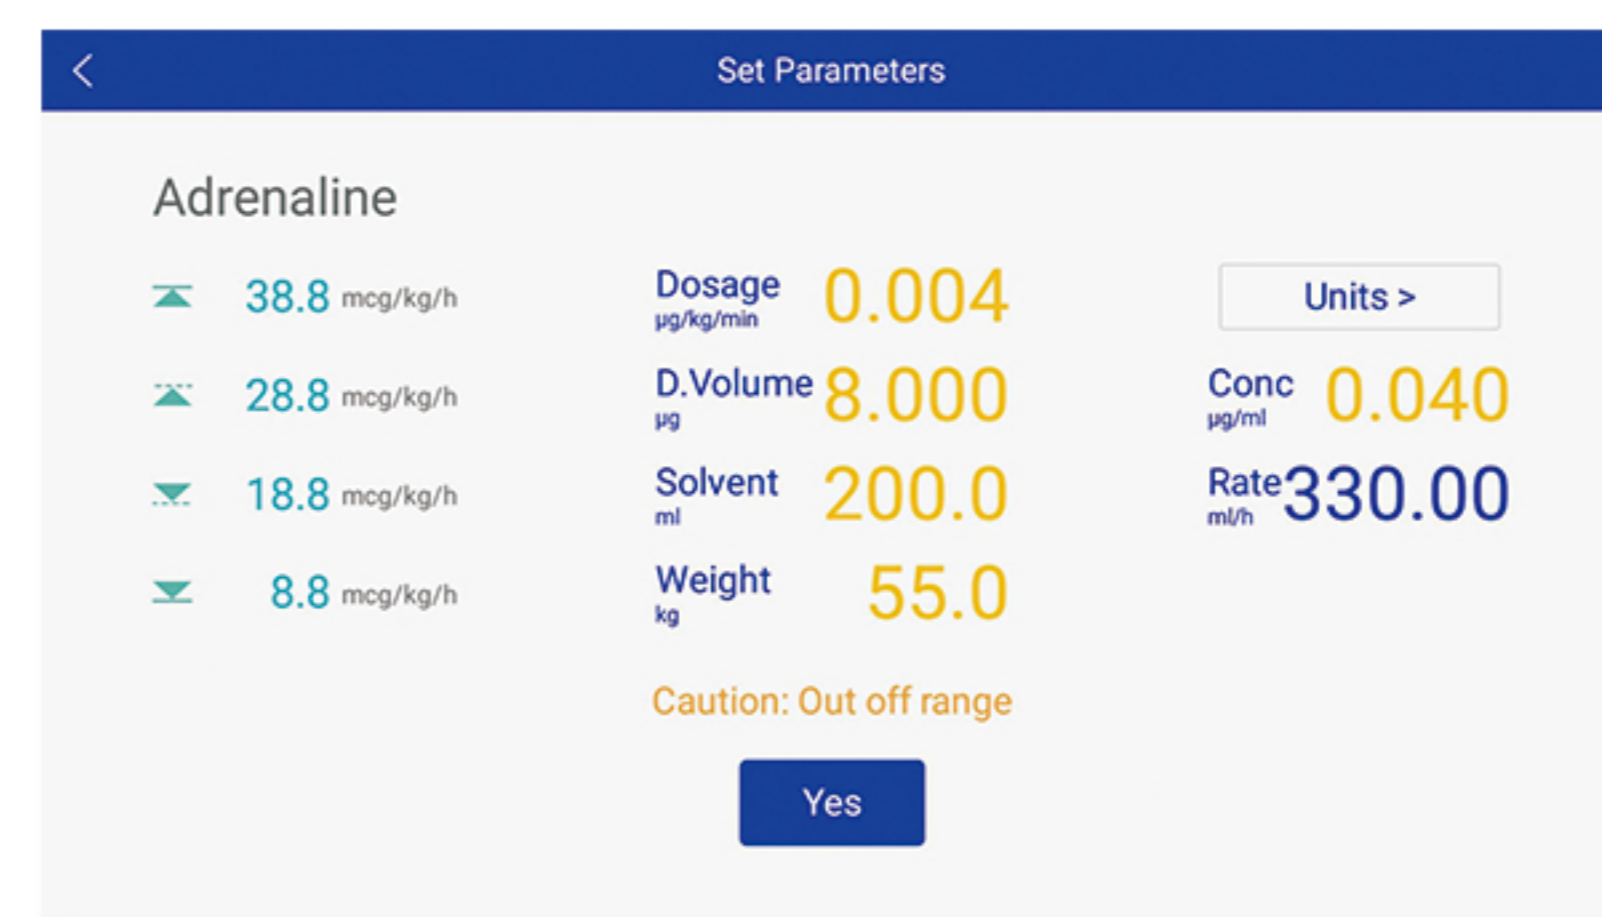 Set Parameters
Adrenaline
38.8 mcg/kg/h
28.8 mcg/kg/h
18.8 mcg/kg/h
8.8 mcg/kg/h
Dosage 0.004
µg/kg/min
D.Volume 8.000
µg
Solvent 200.0
ml
Weight 55.0
kg
Units >
Conc 0.040
µg/ml
Rate 330.00
ml/h
Caution: Out off range
Yes